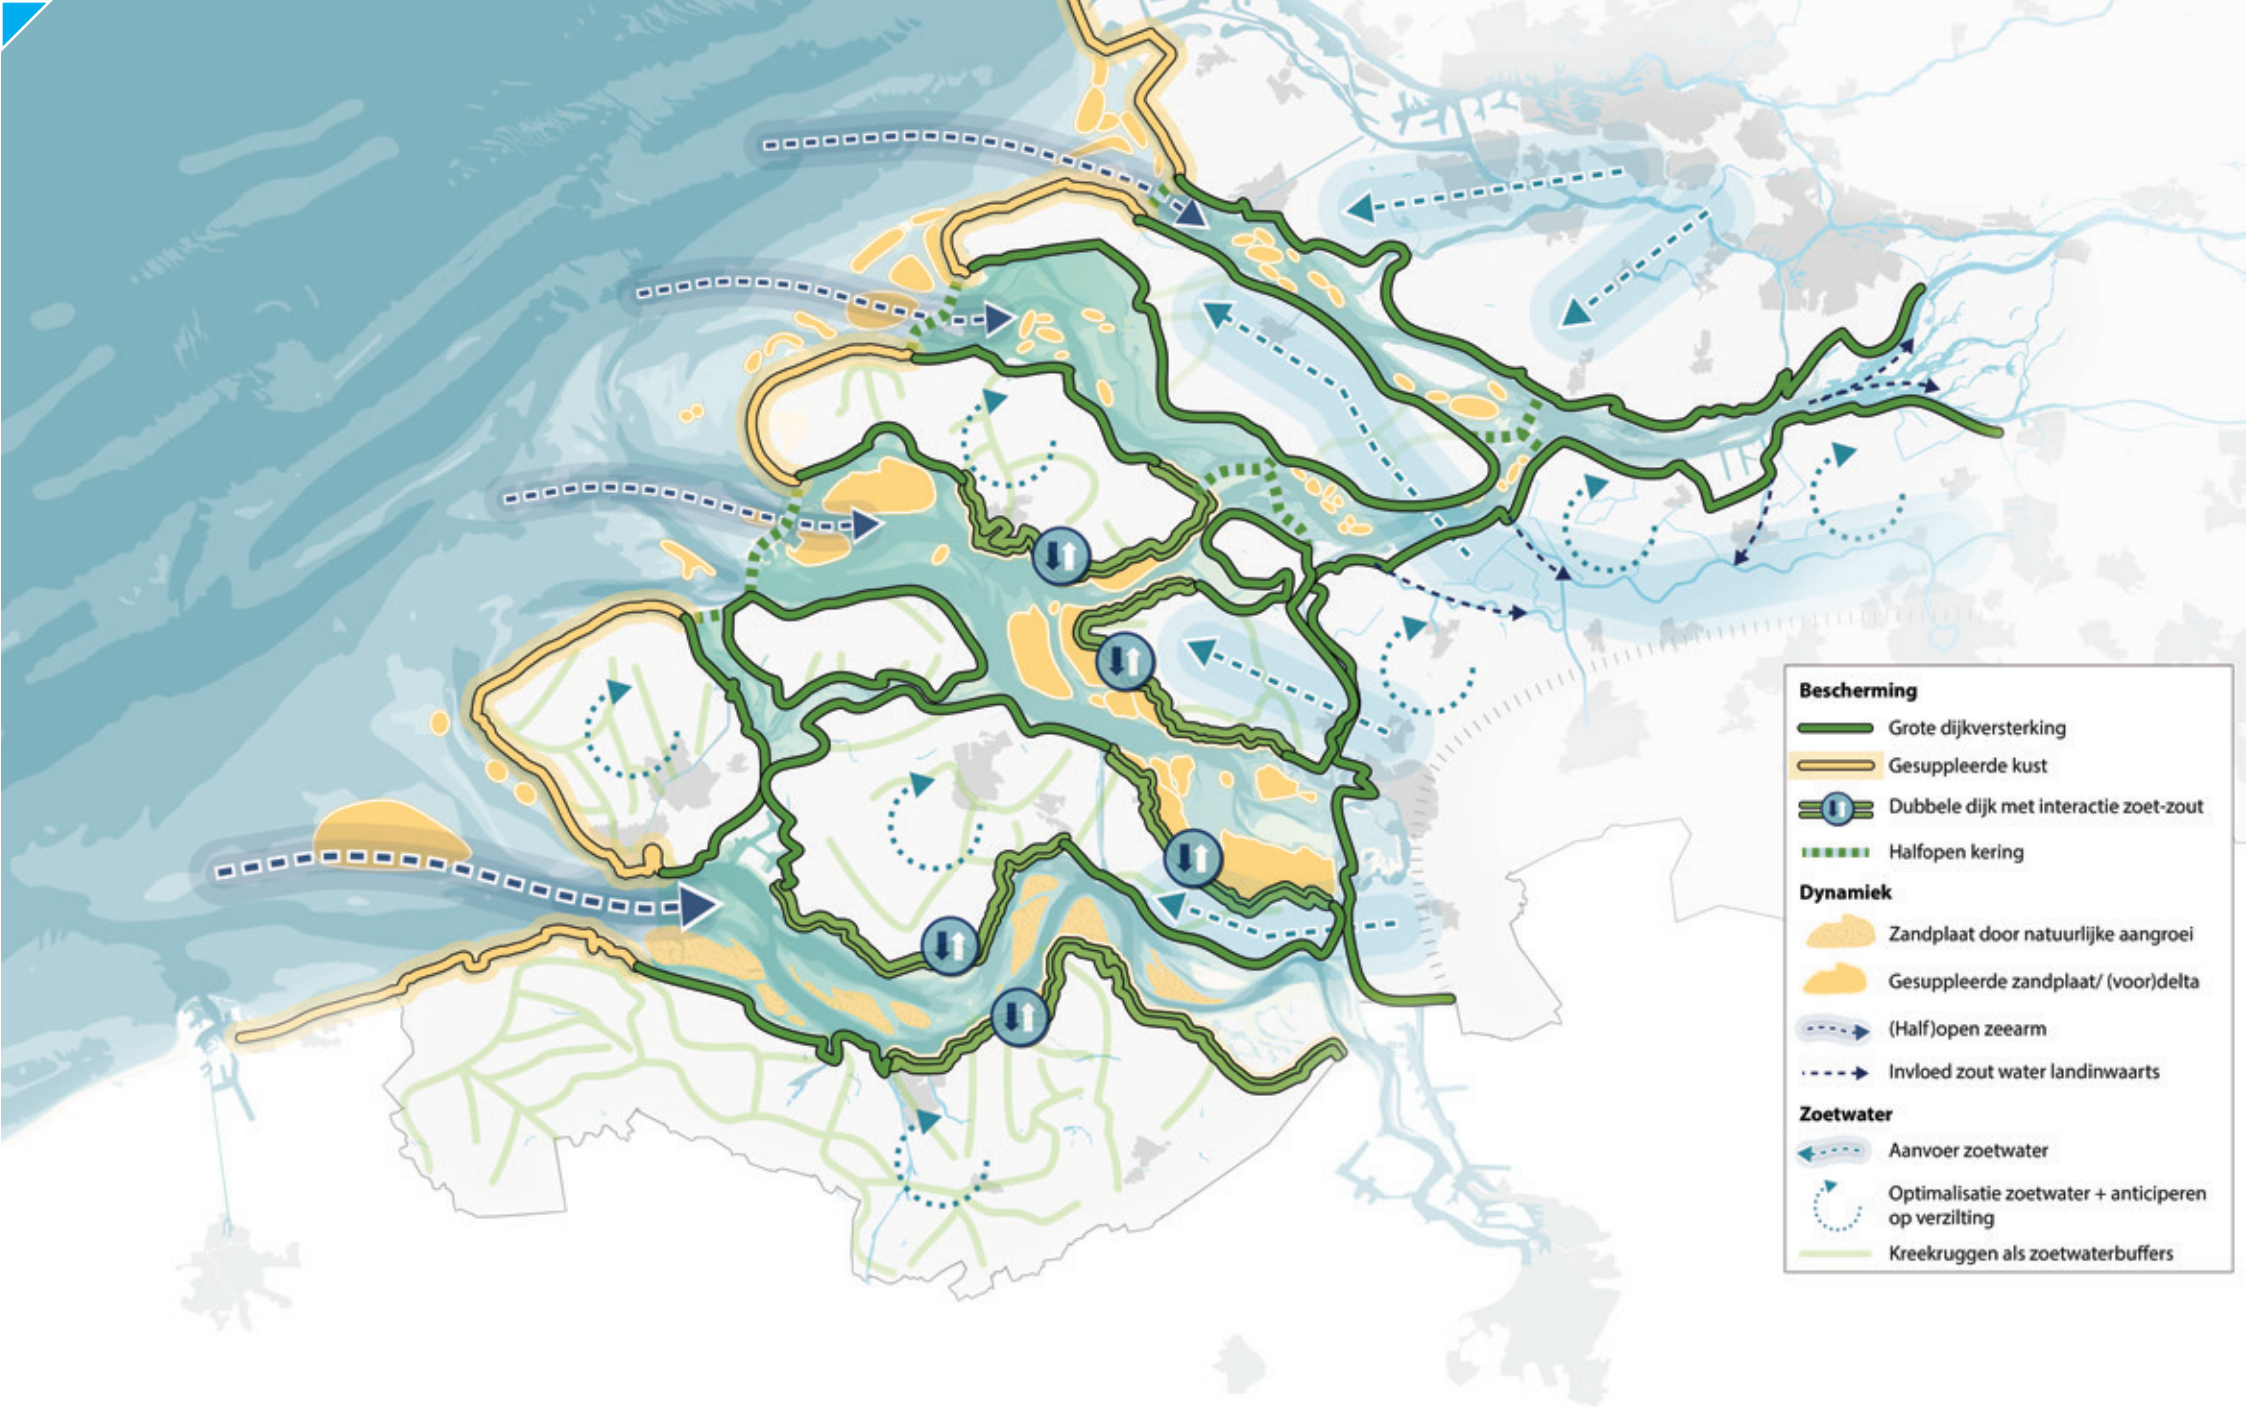 Bescherming
Grote dijkversterking
Gesuppleerde kust
Dubbele dijk met interactie zoet-zout
Halfopen kering
Dynamiek
Zandplaat door natuurlijke aangroei
Gesuppleerde zandplaat/ (voor)delta
(Half)open zeearm
Invloed zout water landinwaarts
Zoetwater
Aanvoer zoetwater
Optimalisatie zoetwater + anticiperen
op verzilting
Kreekruggen als zoetwaterbuffers